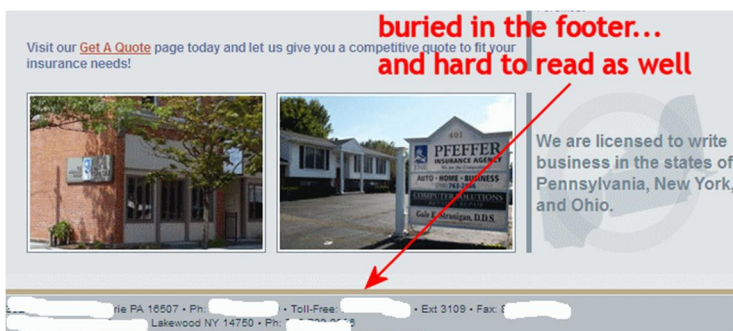 buried in the footer...
and hard to read as well
Visit our Get A Quote page today and let us give you a competitive quote to fit your
insurance needs!
401
PFEFFER
INSURANCE AGENCY
AUTO - HOME - BUSINESS
COMPUTER SOLUTIONS
Gale E. Stranigan, D.D.S.
We are licensed to write
business in the states of
Pennsylvania, New York,
and Ohio.
rie PA 16507 • Ph: • Toll-Free: • Ext 3109 • Fax:
Lakewood NY 14750 • Ph: